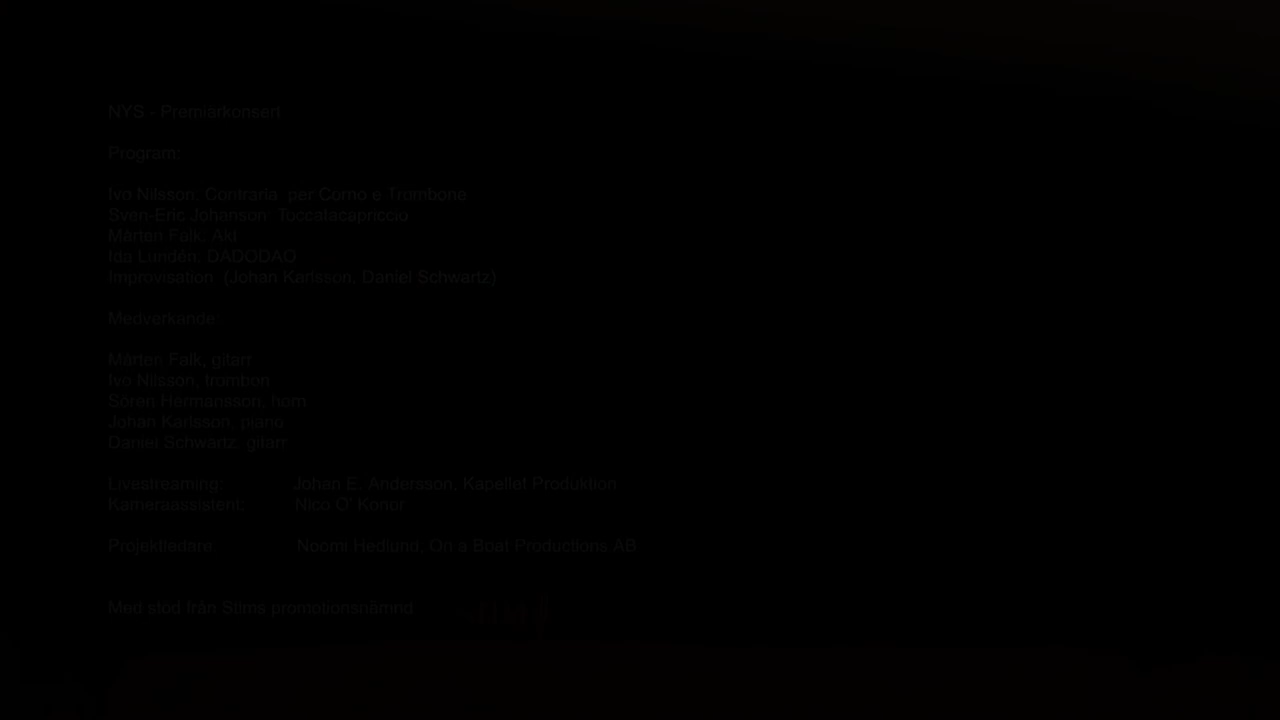 NYS - Premiärkonsert
Program:
Ivo Nilsson: Contraria per Corno e Trombone
Sven-Eric Johanson: Toccatacapriccio
Mårten Falk: Akt
Ida Lundén: DADODAO
Improvisation (Johan Karlsson, Daniel Schwartz)
Medverkande:
Mårten Falk, gitarr
Ivo Nilsson, trombon
Sören Hermansson, horn
Johan Karlsson, piano
Daniel Schwartz, gitarr
Livestreaming: Johan E. Andersson, Kapellet Produktion
Kameraassistent: Nico O' Konor
Projektledare: Noomi Hedlund, On a Boat Productions AB
Med stöd från Stims promotionsnämnd